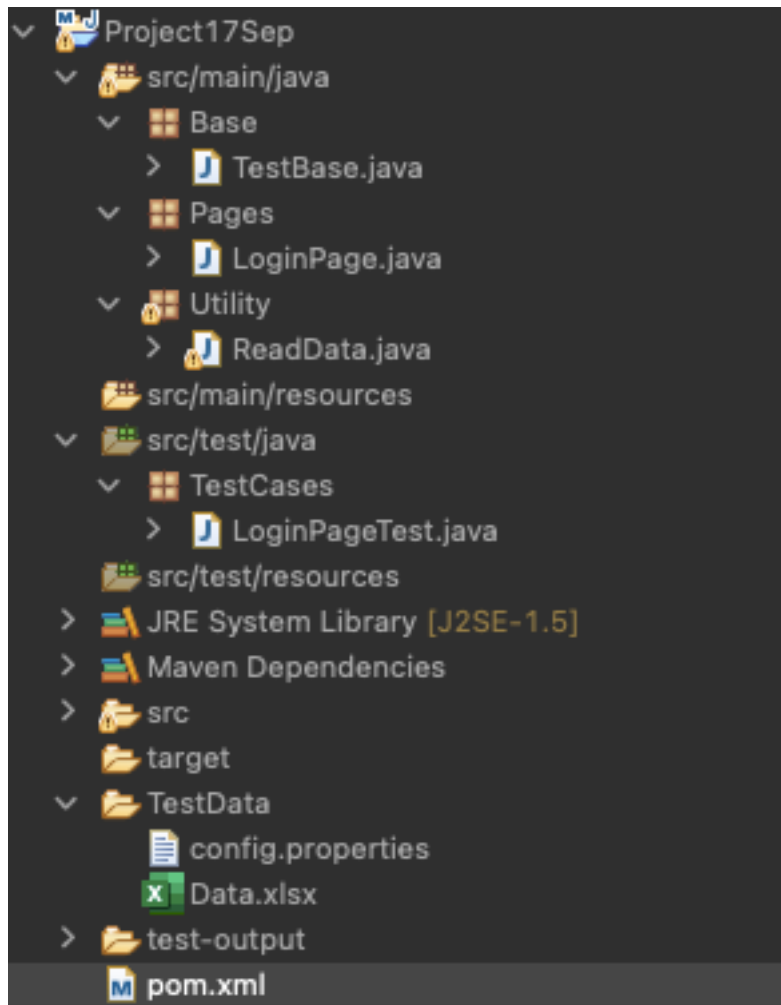 Project17Sep
src/main/java
Base
TestBase.java
Pages
LoginPage.java
Utility
ReadData.java
src/main/resources
src/test/java
TestCases
LoginPageTest.java
src/test/resources
JRE System Library [J2SE-1.5]
Maven Dependencies
src
target
TestData
config.properties
Data.xlsx
test-output
pom.xml